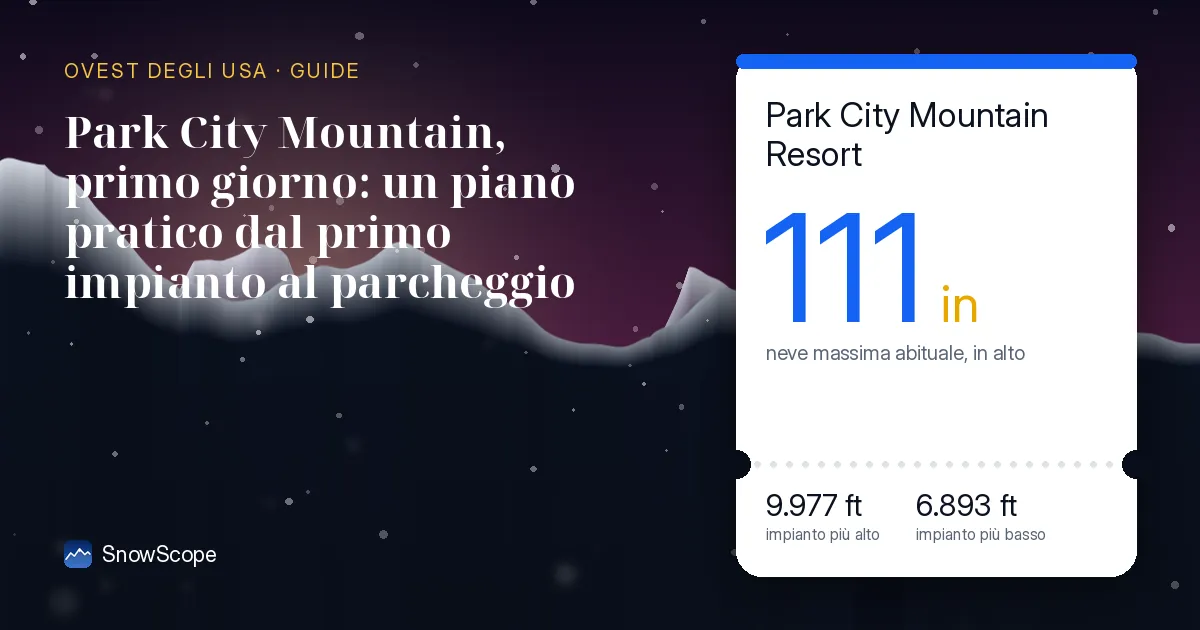 OVEST DEGLI USA · GUIDE
Park City Mountain,
primo giorno: un piano
pratico dal primo
impianto al parcheggio
SnowScope
Park City Mountain
Resort
111 in
neve massima abituale, in alto
9.977 ft
impianto più alto
6.893 ft
impianto più basso